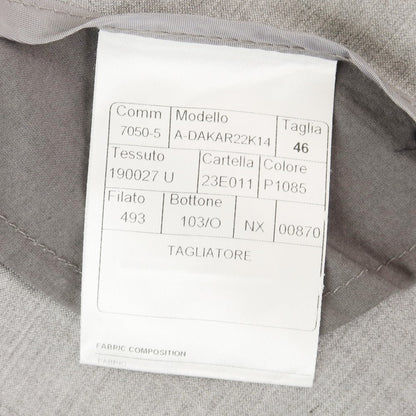 Comm Modello Taglia
7050-5 A-DAKAR22K14 46
Tessuto Cartella Colore
190027 U 23E011 P1085
Filato Bottone
493 103/O NX 00870
TAGLIATORE
FABRIC COMPOSITION
FABRIC